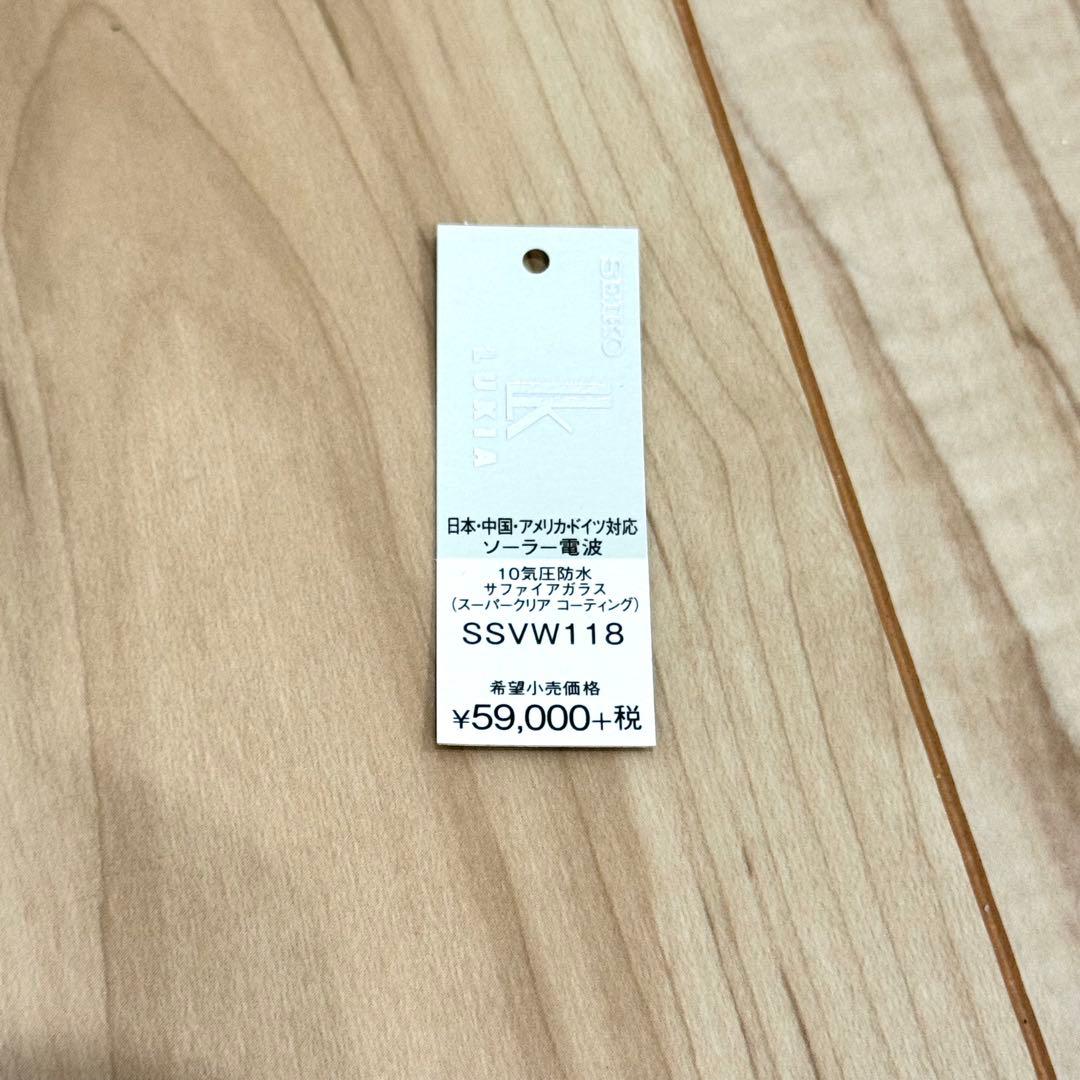 SEIKO
LK
LUKIA
日本・中国・アメリカ・ドイツ対応
ソーラー電波
10気圧防水
サファイアガラス
(スーパークリア コーティング)
SSVW118
希望小売価格
¥59,000+税